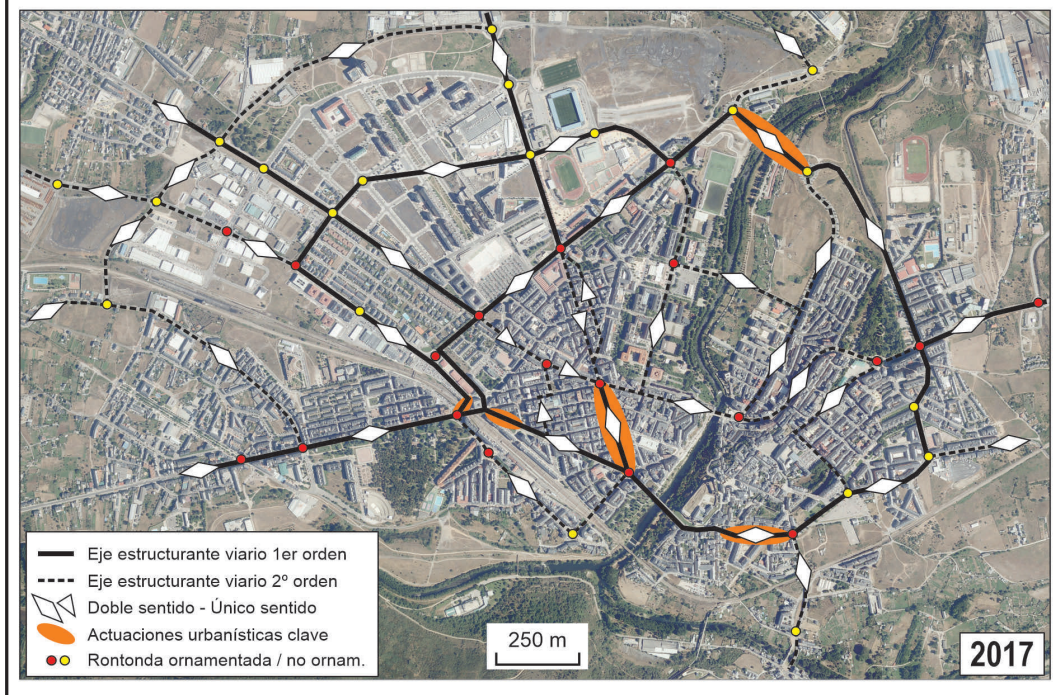 Eje estructurante viario 1er orden
Eje estructurante viario 2º orden
Doble sentido - Único sentido
Actuaciones urbanísticas clave
Rontonda ornamentada / no ornam.
250 m
2017